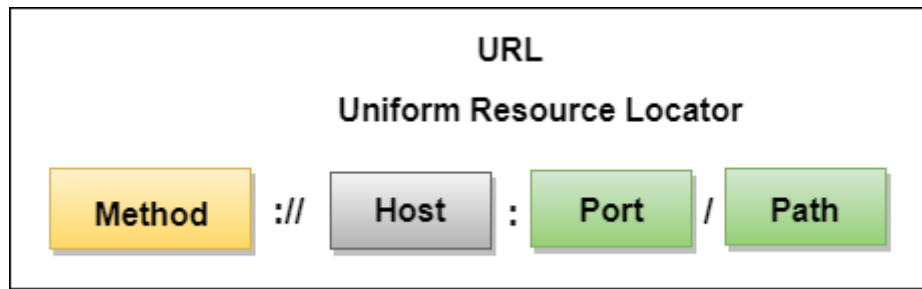 URL
Uniform Resource Locator
Method :// Host : Port / Path